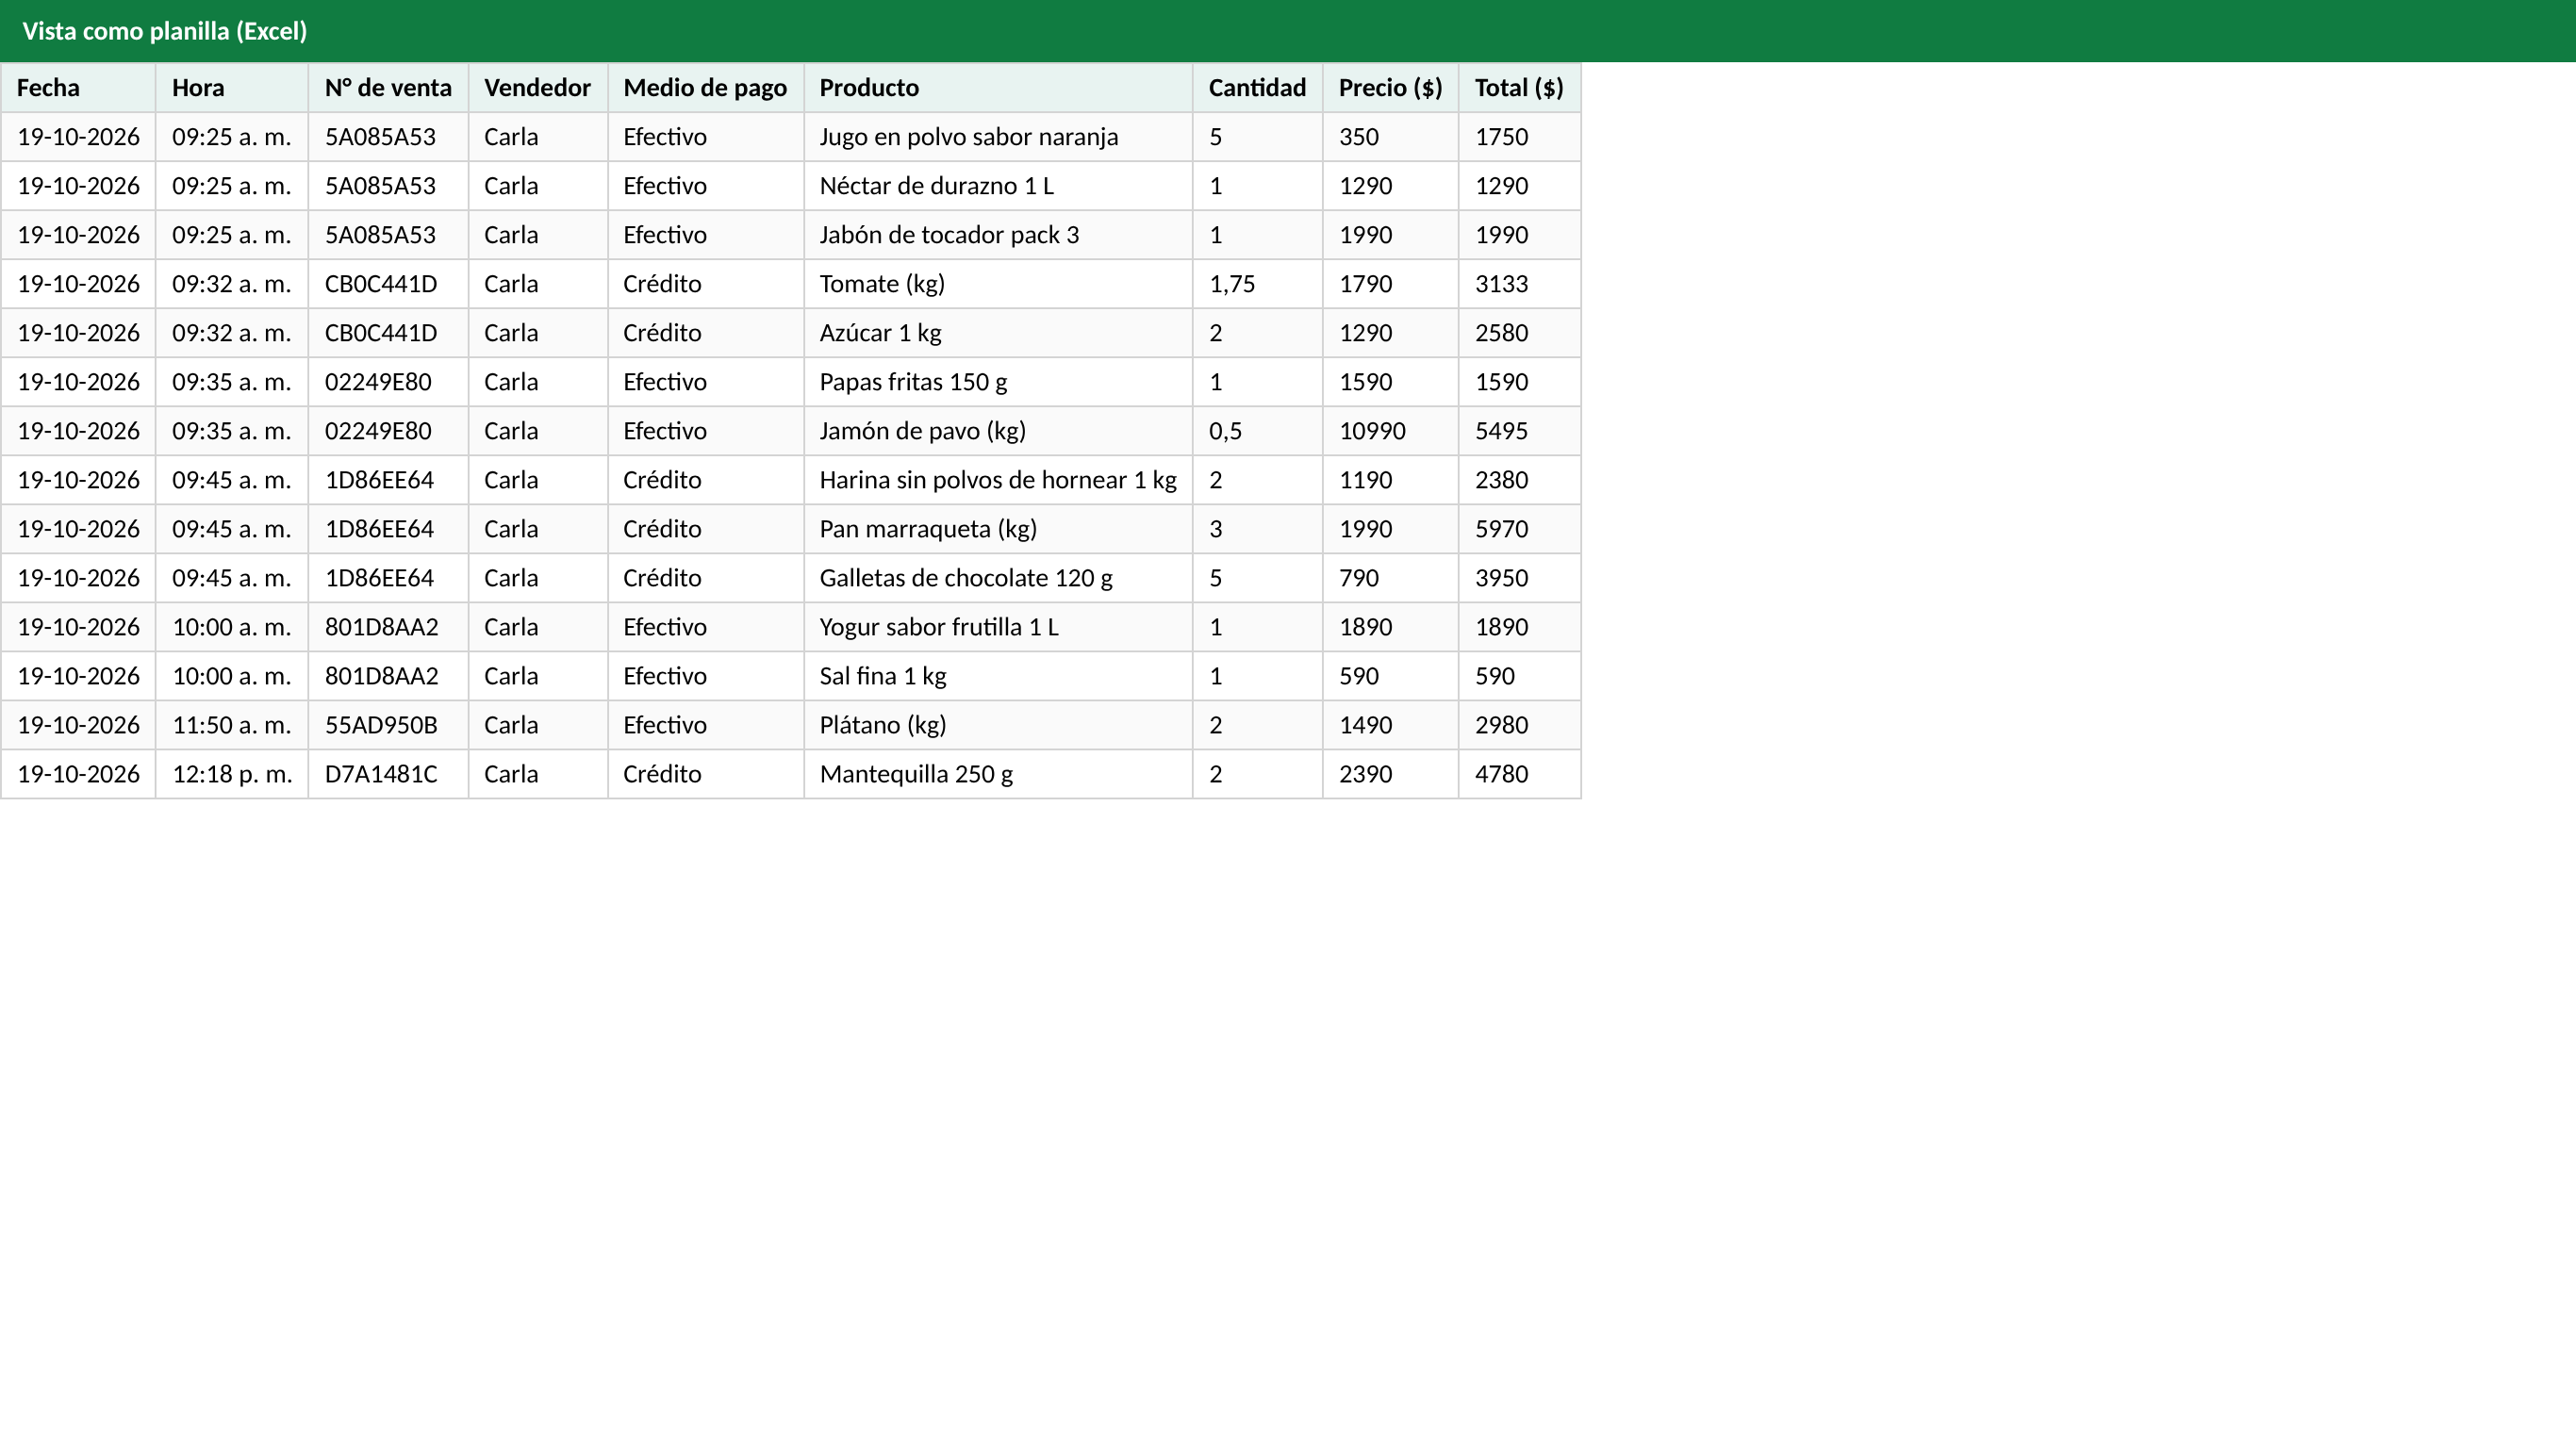 Vista como planilla (Excel)
Fecha Hora N° de venta Vendedor Medio de pago Producto Cantidad Precio ($) Total ($)
19-10-2026 09:25 a. m. 5A085A53 Carla Efectivo Jugo en polvo sabor naranja 5 350 1750
19-10-2026 09:25 a. m. 5A085A53 Carla Efectivo Néctar de durazno 1 L 1 1290 1290
19-10-2026 09:25 a. m. 5A085A53 Carla Efectivo Jabón de tocador pack 3 1 1990 1990
19-10-2026 09:32 a. m. CB0C441D Carla Crédito Tomate (kg) 1,75 1790 3133
19-10-2026 09:32 a. m. CB0C441D Carla Crédito Azúcar 1 kg 2 1290 2580
19-10-2026 09:35 a. m. 02249E80 Carla Efectivo Papas fritas 150 g 1 1590 1590
19-10-2026 09:35 a. m. 02249E80 Carla Efectivo Jamón de pavo (kg) 0,5 10990 5495
19-10-2026 09:45 a. m. 1D86EE64 Carla Crédito Harina sin polvos de hornear 1 kg 2 1190 2380
19-10-2026 09:45 a. m. 1D86EE64 Carla Crédito Pan marraqueta (kg) 3 1990 5970
19-10-2026 09:45 a. m. 1D86EE64 Carla Crédito Galletas de chocolate 120 g 5 790 3950
19-10-2026 10:00 a. m. 801D8AA2 Carla Efectivo Yogur sabor frutilla 1 L 1 1890 1890
19-10-2026 10:00 a. m. 801D8AA2 Carla Efectivo Sal fina 1 kg 1 590 590
19-10-2026 11:50 a. m. 55AD950B Carla Efectivo Plátano (kg) 2 1490 2980
19-10-2026 12:18 p. m. D7A1481C Carla Crédito Mantequilla 250 g 2 2390 4780